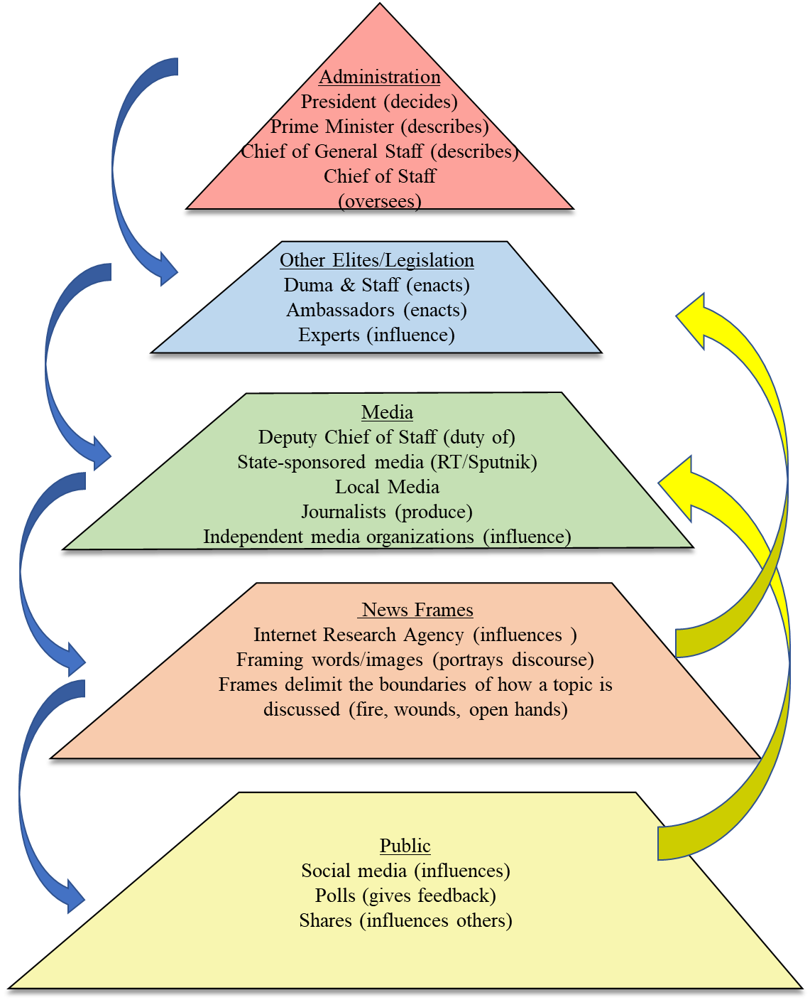 Administration
President (decides)
Prime Minister (describes)
Chief of General Staff (describes)
Chief of Staff
(oversees)
Other Elites/Legislation
Duma & Staff (enacts)
Ambassadors (enacts)
Experts (influence)
Media
Deputy Chief of Staff (duty of)
State-sponsored media (RT/Sputnik)
Local Media
Journalists (produce)
Independent media organizations (influence)
News Frames
Internet Research Agency (influences )
Framing words/images (portrays discourse)
Frames delimit the boundaries of how a topic is
discussed (fire, wounds, open hands)
Public
Social media (influences)
Polls (gives feedback)
Shares (influences others)